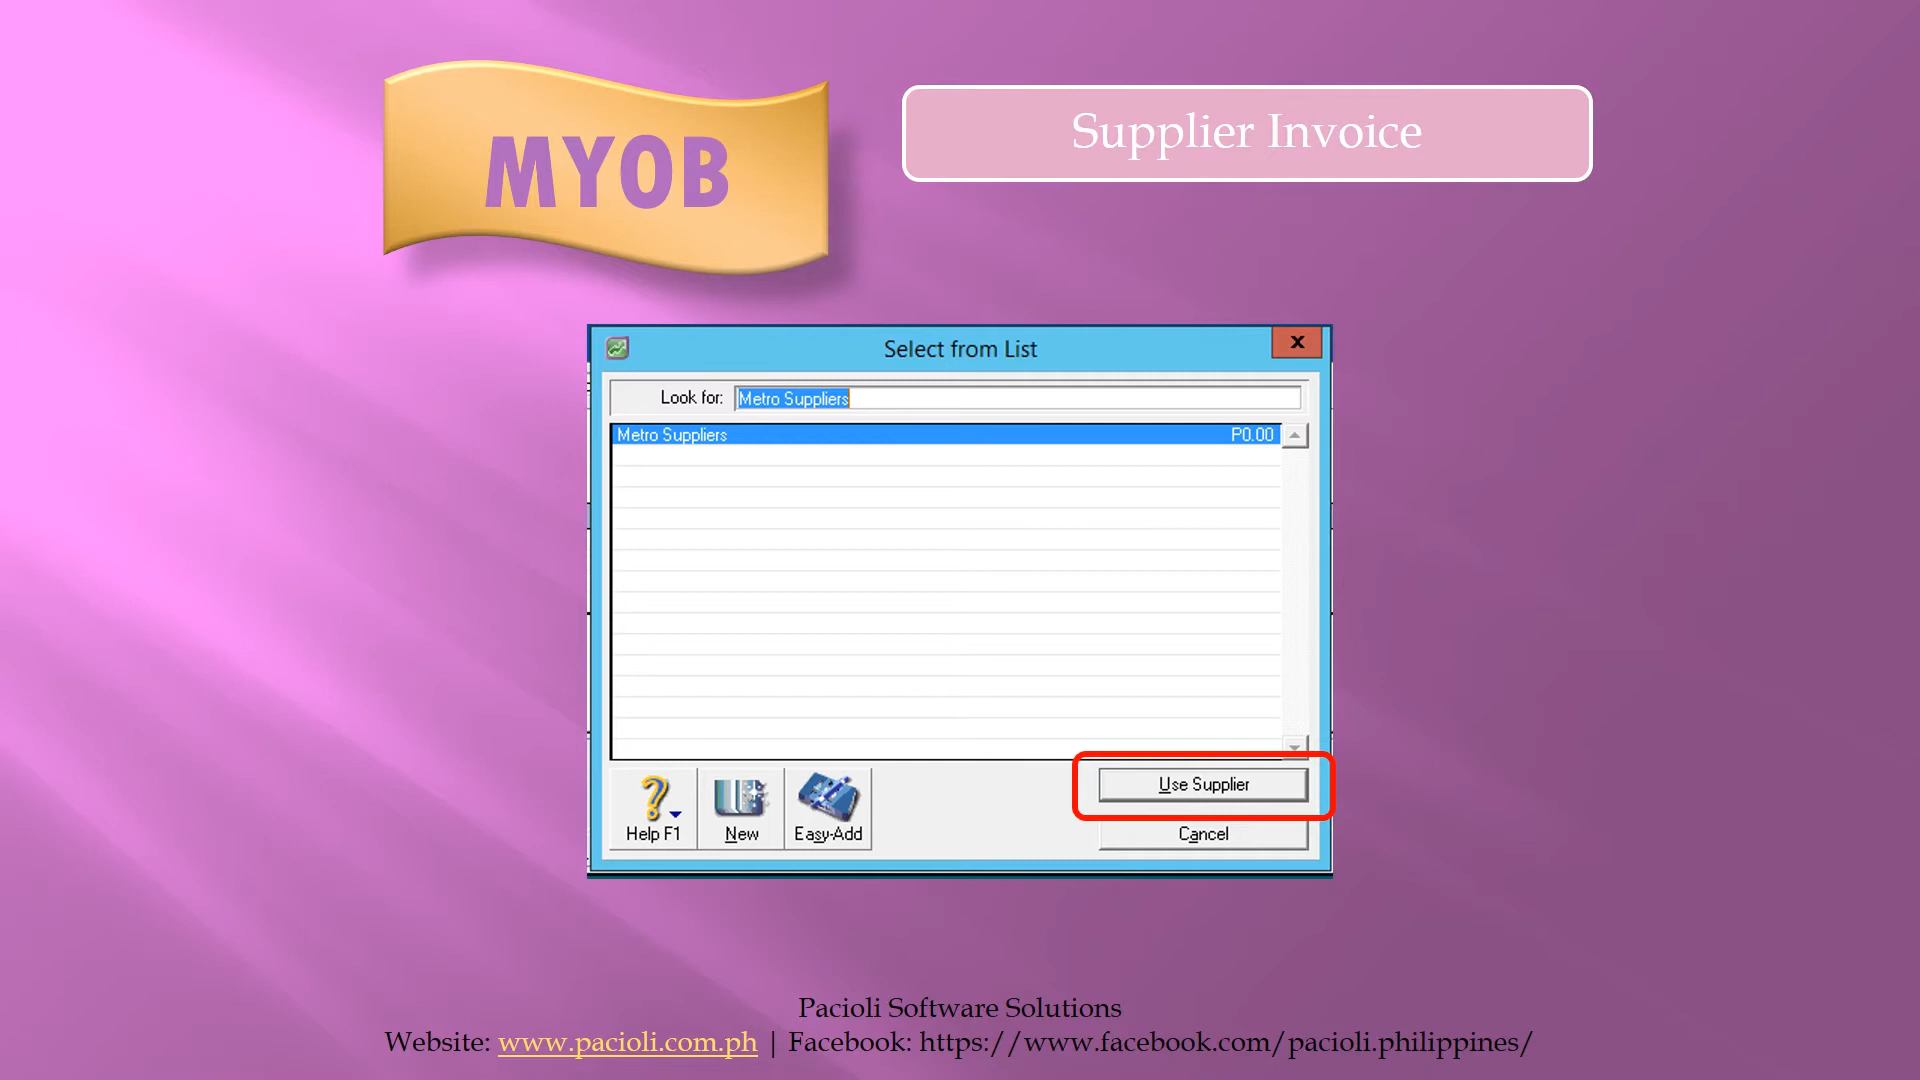 MYOB
Supplier Invoice
Select from List
x
Look for: Metro Suppliers
Metro Suppliers P0.00
Help F1
New
Easy-Add
Use Supplier
Cancel
Pacioli Software Solutions
Website: www.pacioli.com.ph | Facebook: https://www.facebook.com/pacioli.philippines/